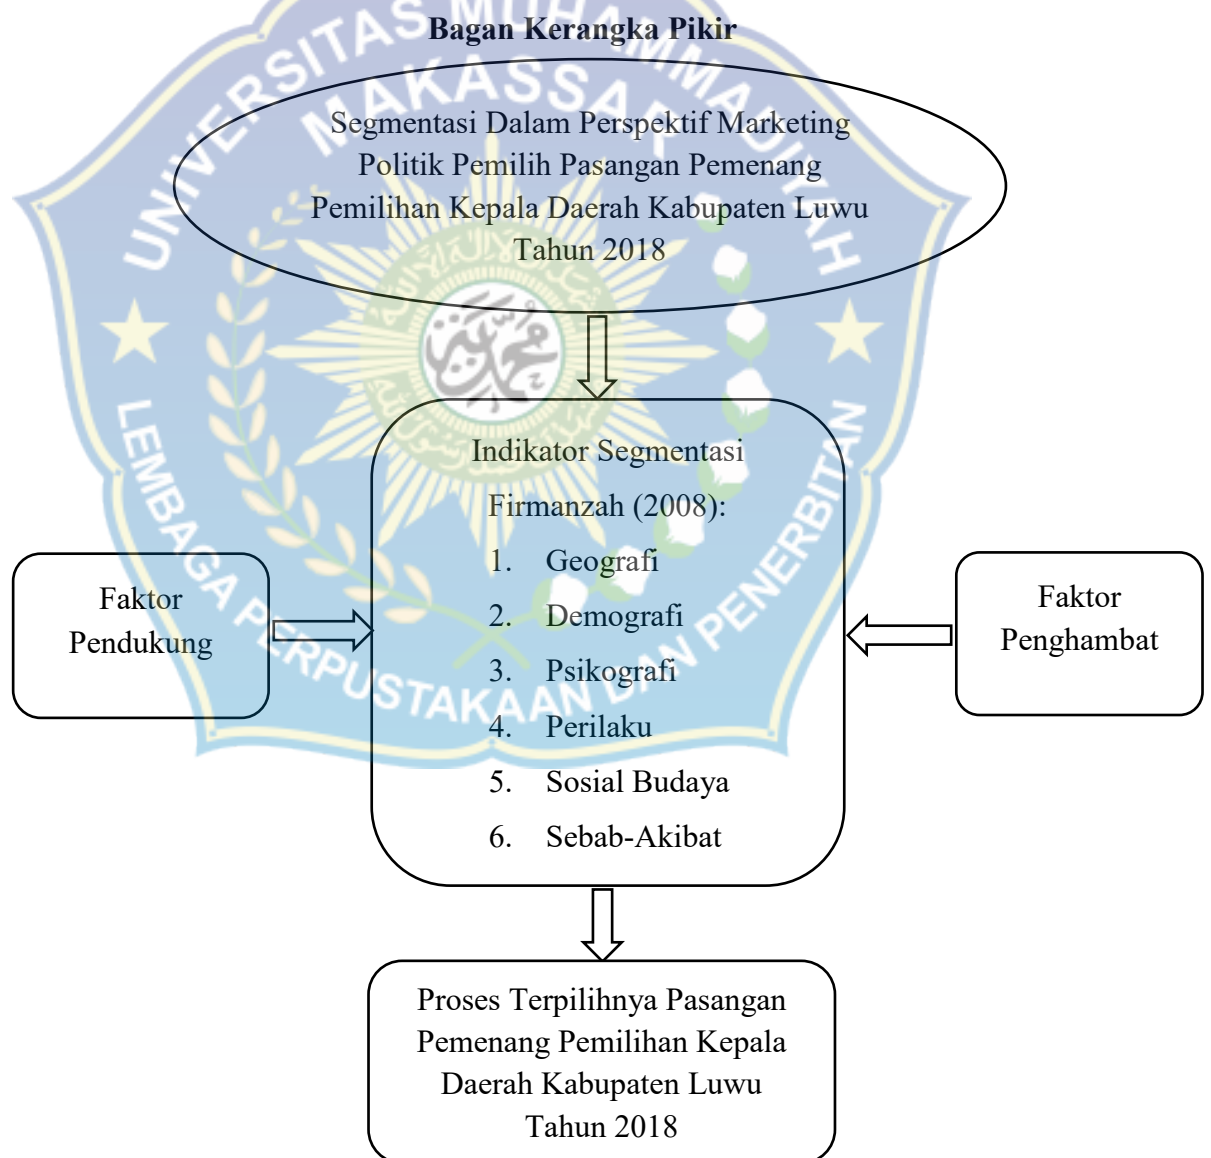 Bagan Kerangka Pikir
UNIVERSITAS MUHAMMADIYAH
MAKASSAR
Segmentasi Dalam Perspektif Marketing
Politik Pemilih Pasangan Pemenang
Pemilihan Kepala Daerah Kabupaten Luwu
Tahun 2018
Indikator Segmentasi
Firmanzah (2008):
1. Geografi
2. Demografi
3. Psikografi
4. Perilaku
5. Sosial Budaya
6. Sebab-Akibat
Faktor
Pendukung
Faktor
Penghambat
LEMBAGA PERPUSTAKAAN DAN PENERBITAN
Proses Terpilihnya Pasangan
Pemenang Pemilihan Kepala
Daerah Kabupaten Luwu
Tahun 2018